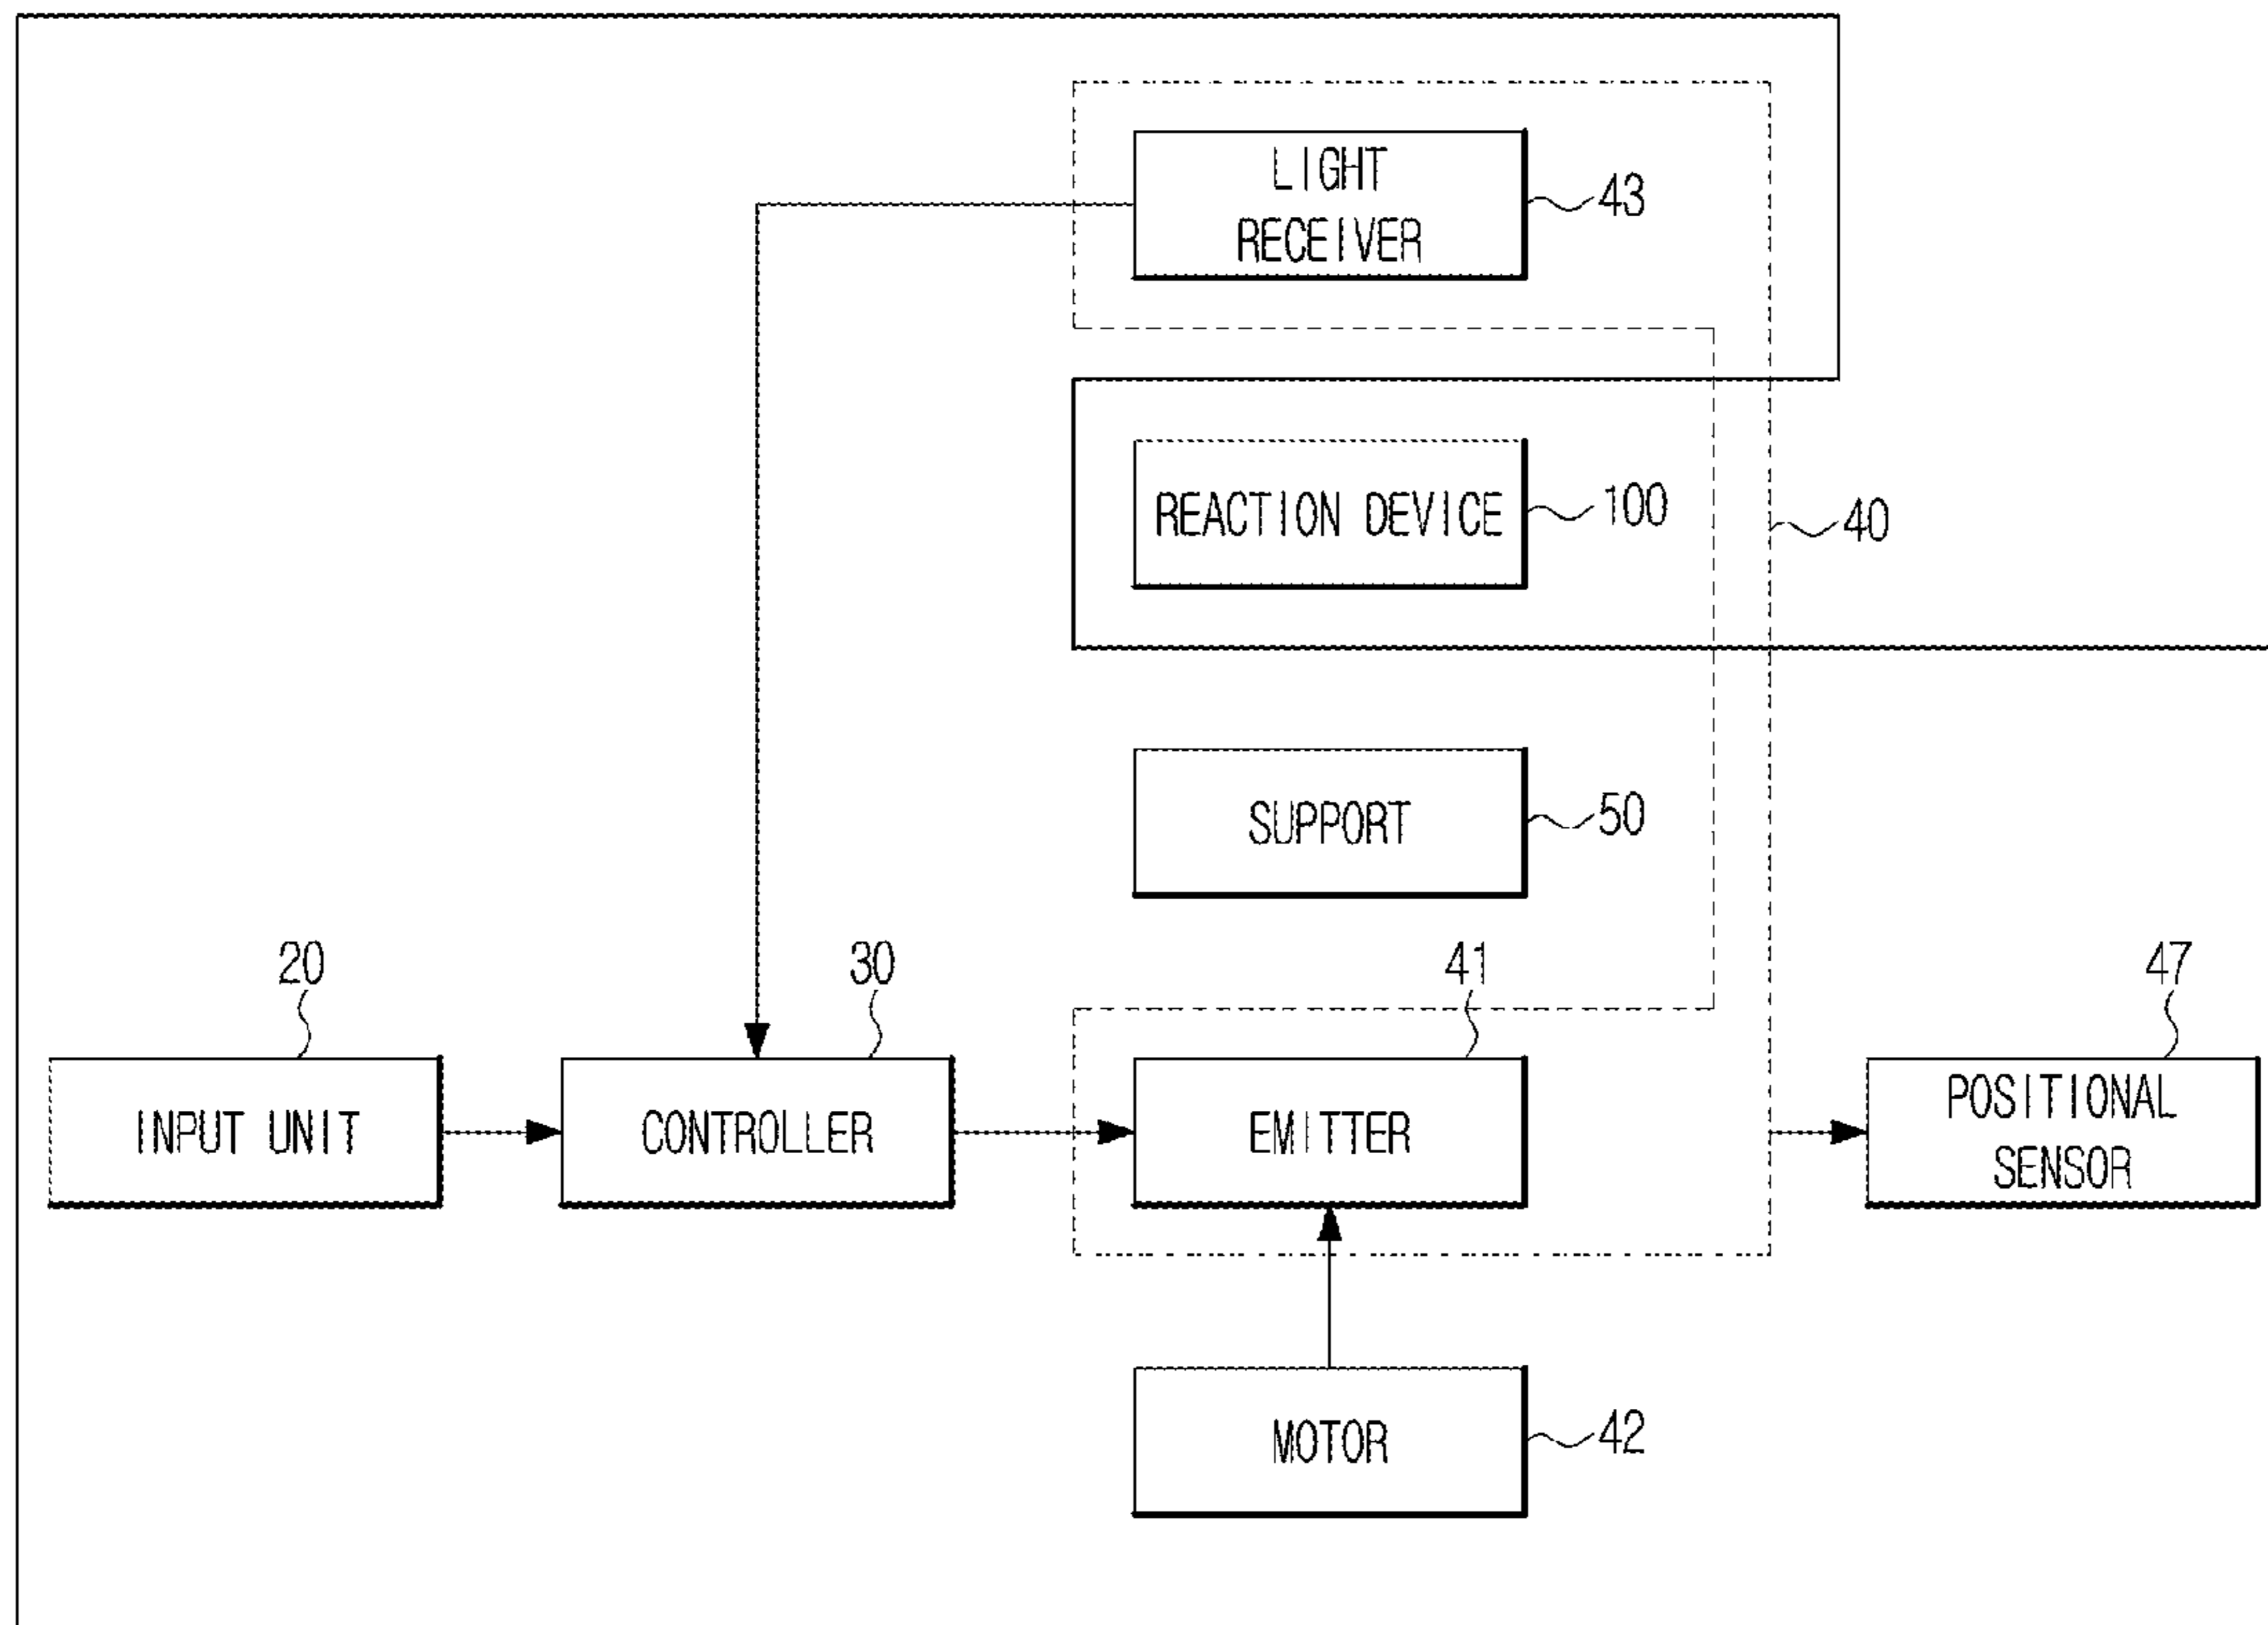 LIGHT
RECEIVER
43
REACTION DEVICE
100
40
SUPPORT
50
20
30
41
47
INPUT UNIT
CONTROLLER
EMITTER
POSITIONAL
SENSOR
MOTOR
42